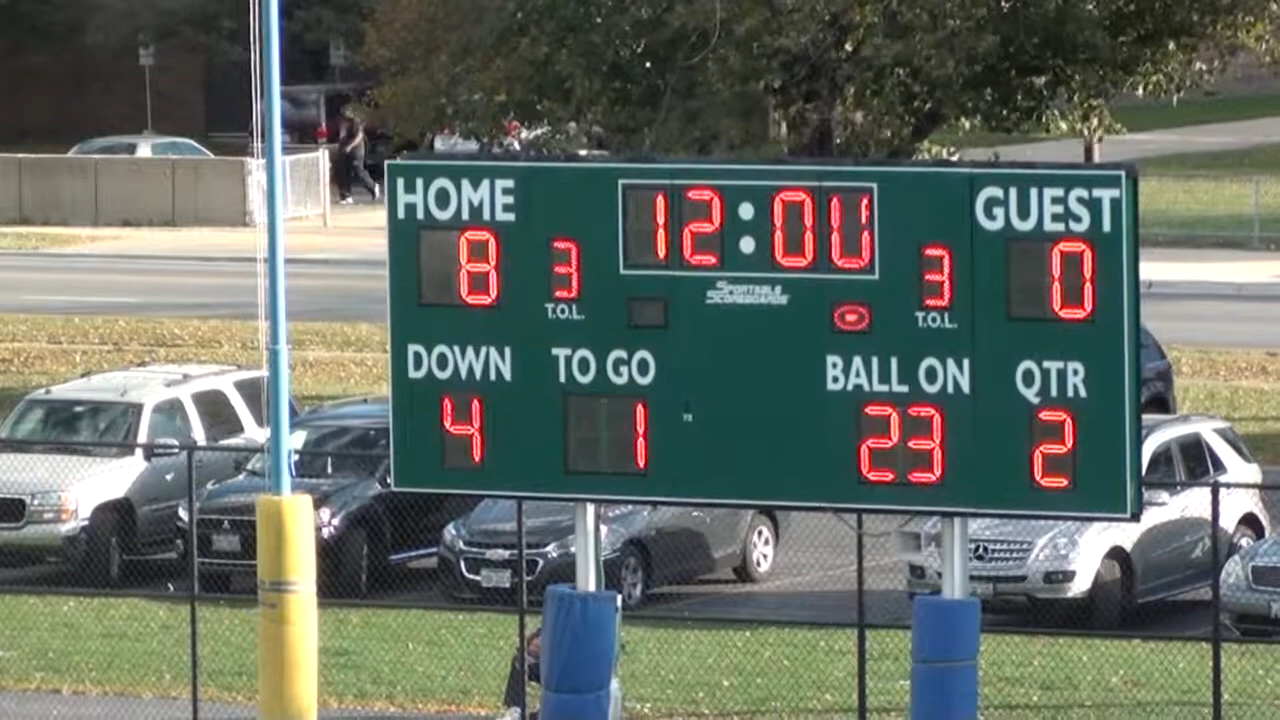 HOME 12:00 GUEST
8 3 3 0
T.O.L. SPORTABLE SCOREBOARDS T.O.L.
DOWN TO GO BALL ON QTR
4 1 23 2